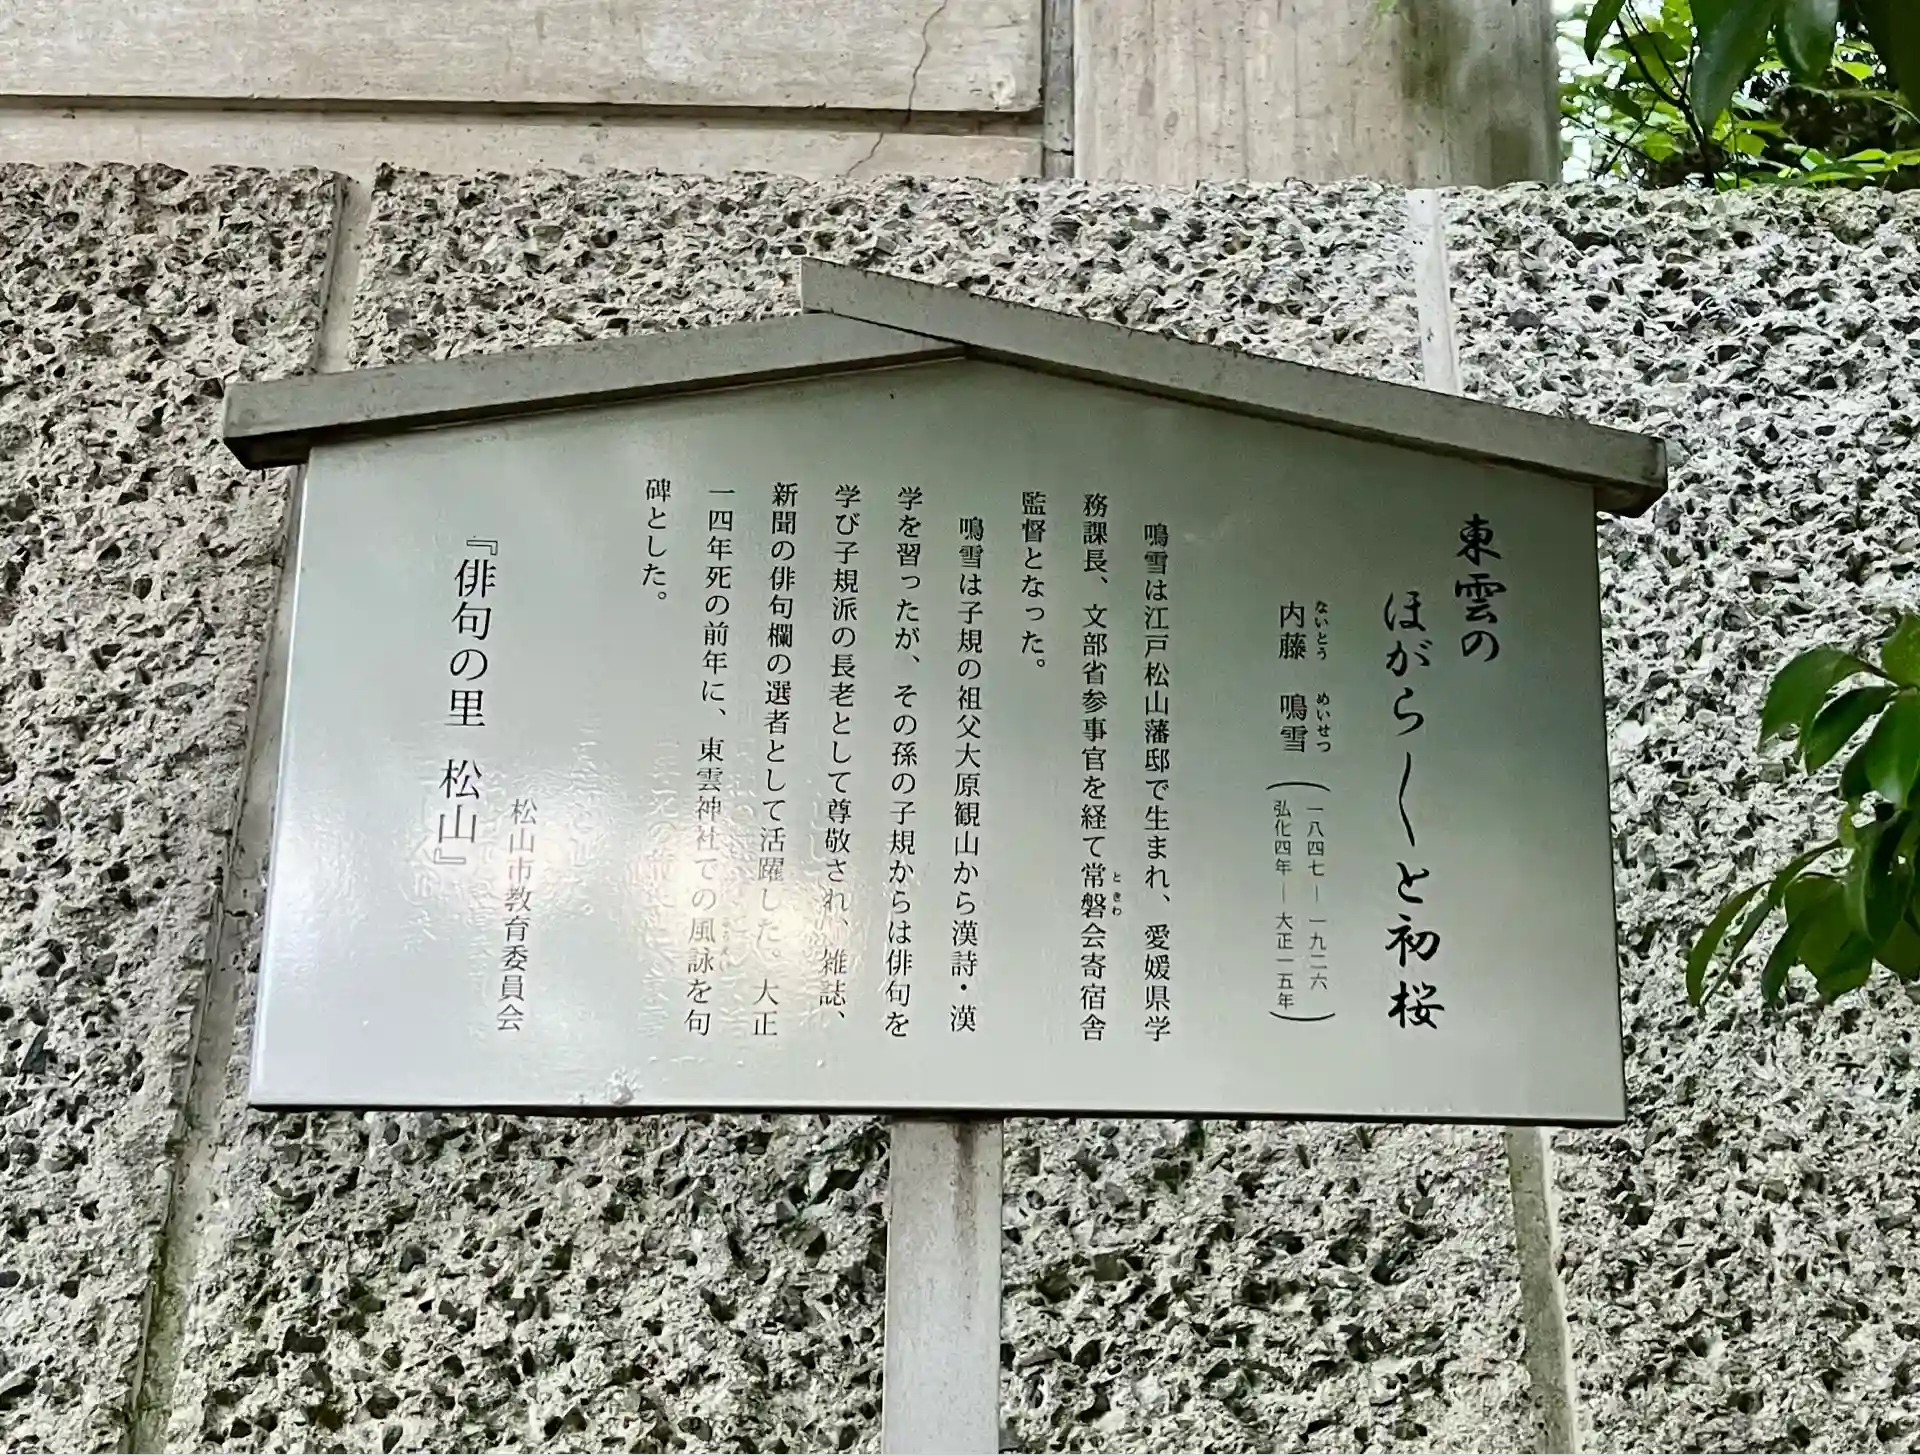 東雲の
ほがら〳〵と初桜
内藤 鳴雪
ないとう めいせつ
一八四七―一九二六
(弘化四年―大正一五年)
鳴雪は江戸松山藩邸で生まれ、愛媛県学
務課長、文部省参事官を経て常磐会寄宿舎
ときわ
監督となった。
鳴雪は子規の祖父大原観山から漢詩・漢
学を習ったが、その孫の子規からは俳句を
学び子規派の長老として尊敬され、雑誌、
新聞の俳句欄の選者として活躍した。大正
一四年死の前年に、東雲神社での風詠を句
碑とした。
松山市教育委員会
『俳句の里 松山』